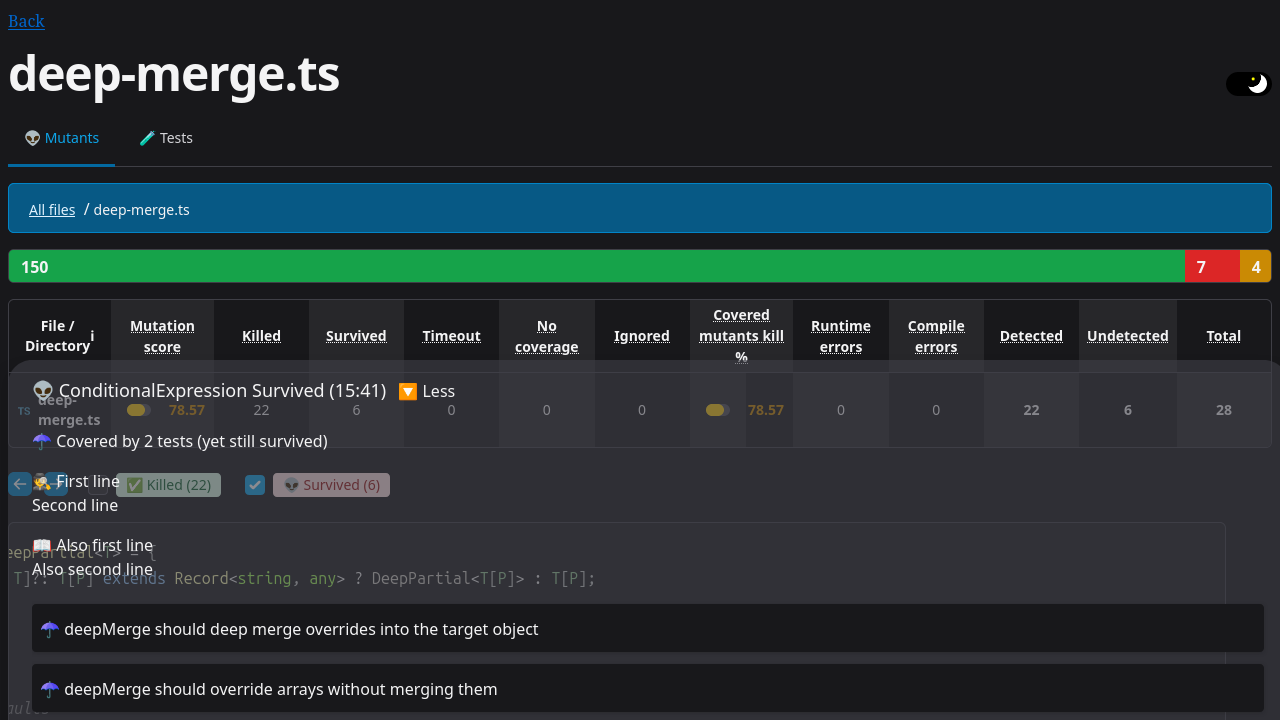 Back
deep-merge.ts
👽 Mutants 🧪 Tests
All files / deep-merge.ts
150 7 4
File / Directory i Mutation score Killed Survived Timeout No coverage Ignored Covered mutants kill % Runtime errors Compile errors Detected Undetected Total
👽 ConditionalExpression Survived (15:41) 🔽 Less
TS deep-merge.ts 78.57 22 6 0 0 0 78.57 0 0 22 6 28
☂️ Covered by 2 tests (yet still survived)
🕵️ First line
✅ Killed (22) 👽 Survived (6)
Second line
📖 Also first line
eepPartial<T> = {
Also second line
T]?: T[P] extends Record<string, any> ? DeepPartial<T[P]> : T[P];
☂️ deepMerge should deep merge overrides into the target object
☂️ deepMerge should override arrays without merging them